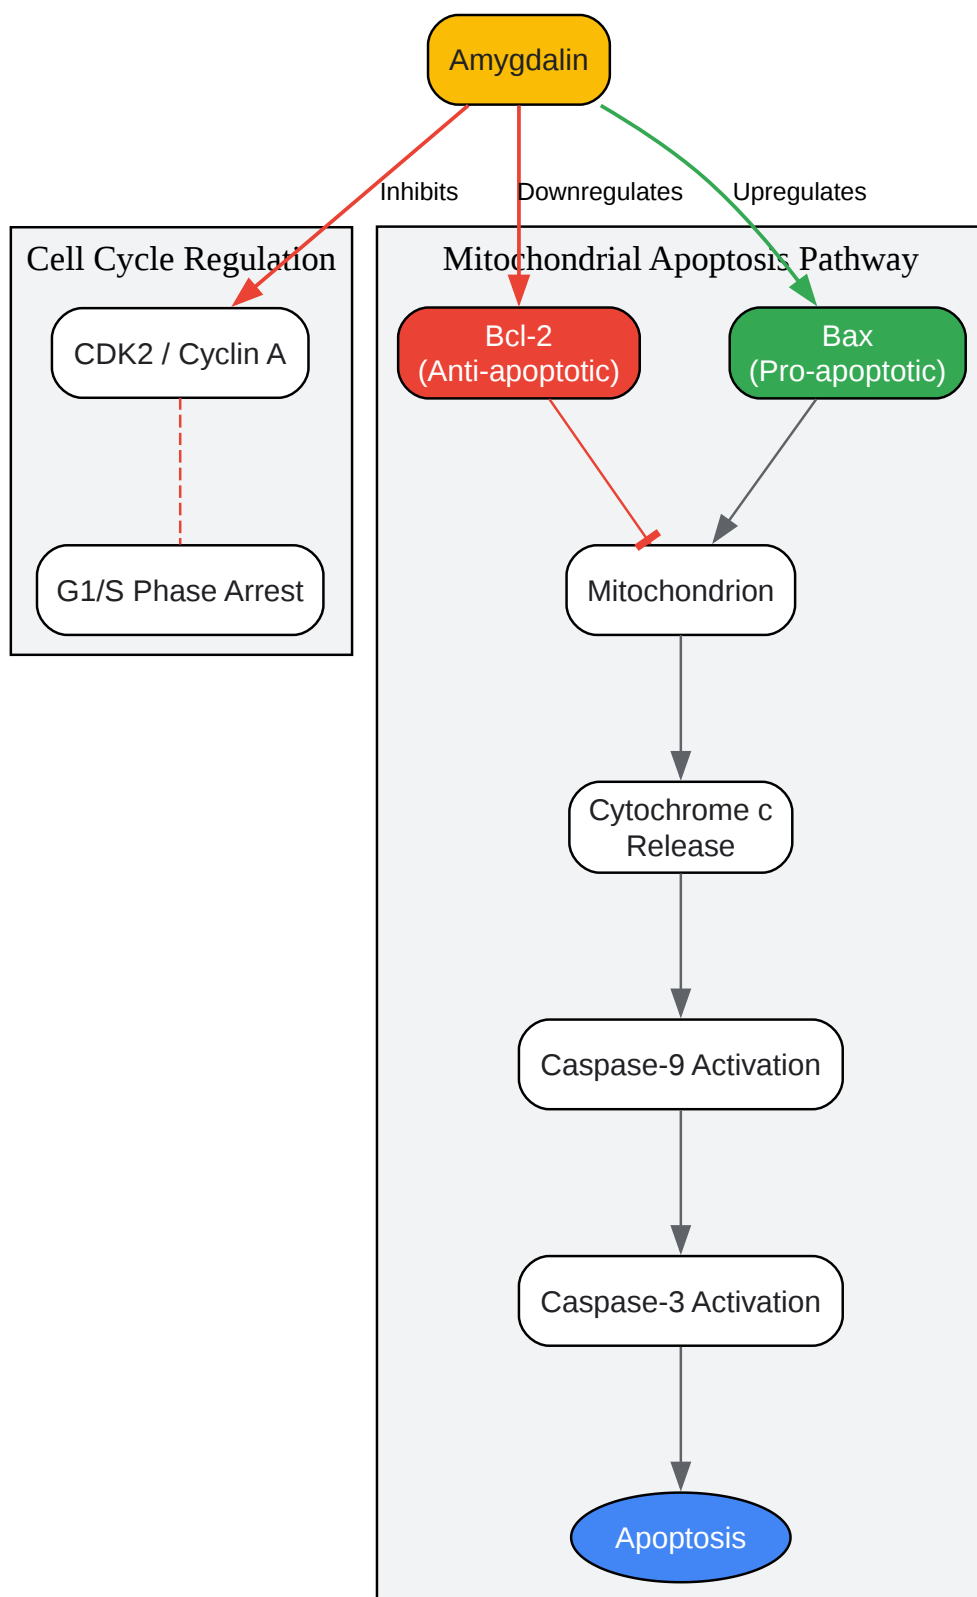 Amygdalin
Inhibits
Downregulates
Upregulates
Cell Cycle Regulation
Mitochondrial Apoptosis Pathway
CDK2 / Cyclin A
Bcl-2
(Anti-apoptotic)
Bax
(Pro-apoptotic)
G1/S Phase Arrest
Mitochondrion
Cytochrome c
Release
Caspase-9 Activation
Caspase-3 Activation
Apoptosis